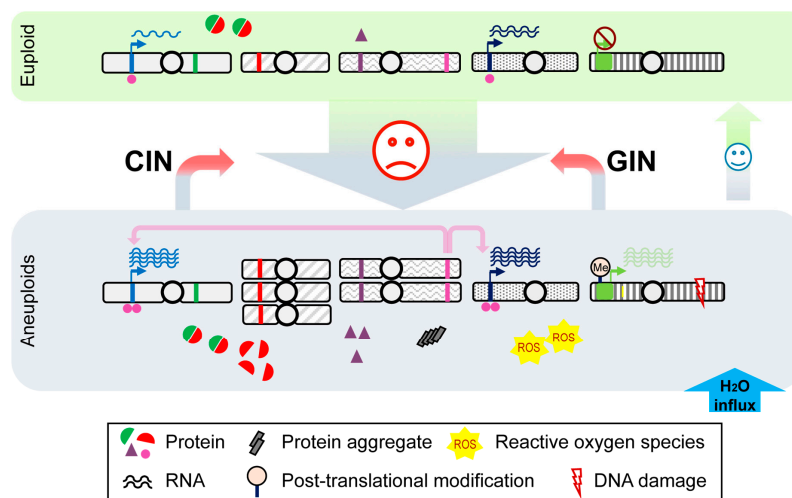 Euploid
CIN
GIN
Aneuploids
Me
ROS
ROS
H2O
influx
Protein
Protein aggregate
ROS
Reactive oxygen species
RNA
Post-translational modification
DNA damage